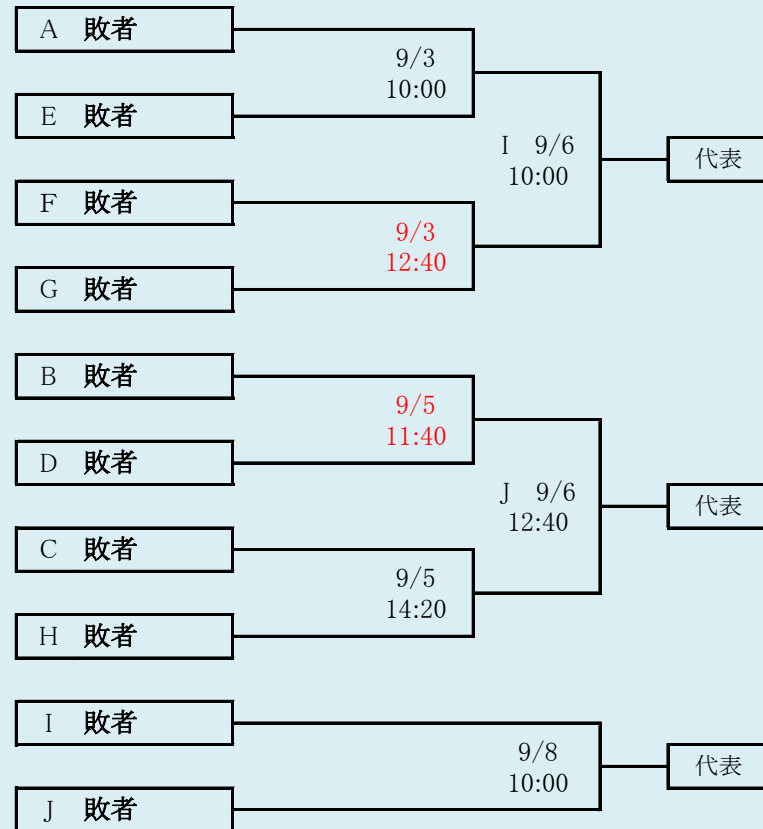 A 敗者
9/3
10:00
E 敗者
I 9/6
10:00
代表
F 敗者
9/3
12:40
G 敗者
B 敗者
9/5
11:40
D 敗者
J 9/6
12:40
代表
C 敗者
9/5
14:20
H 敗者
I 敗者
9/8
10:00
代表
J 敗者